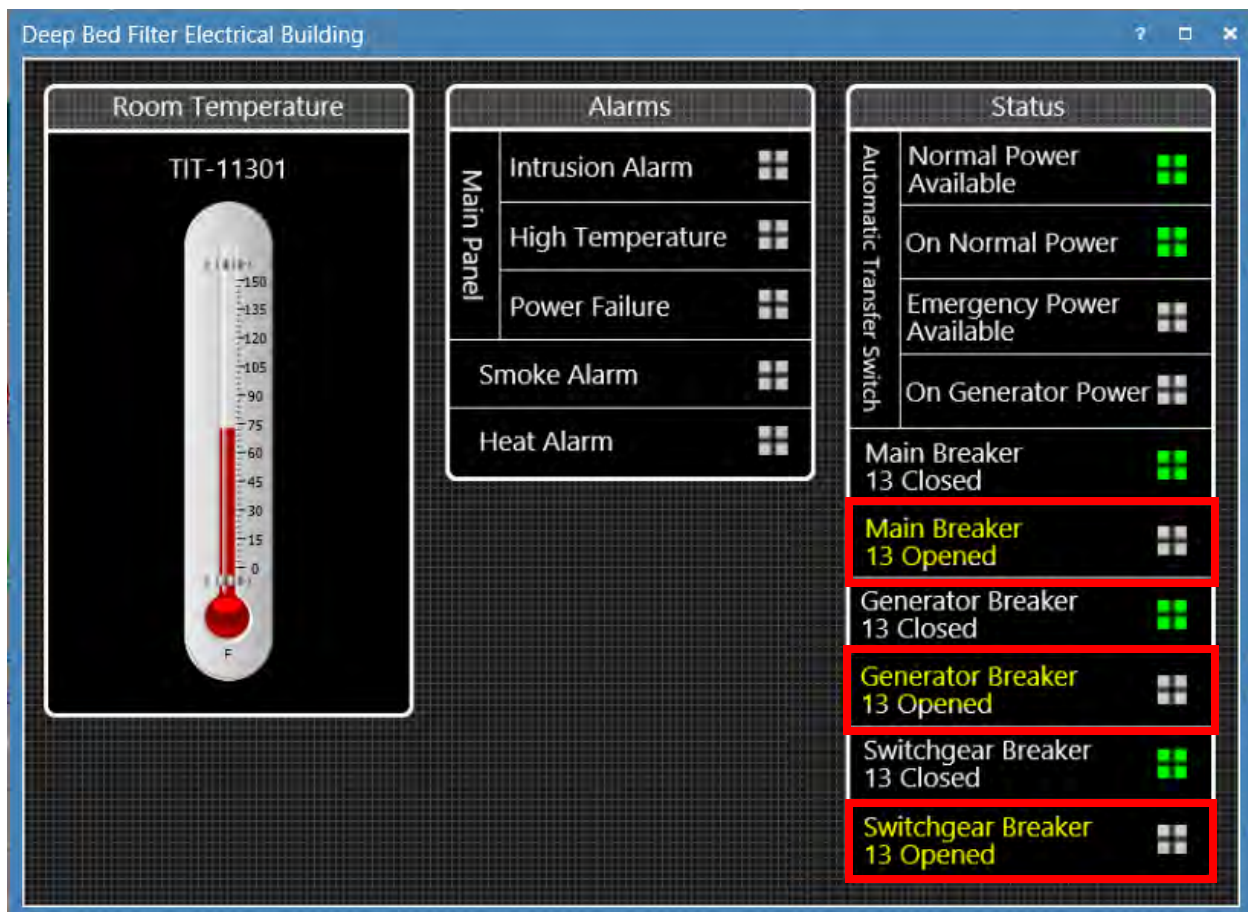 Deep Bed Filter Electrical Building
?
Room Temperature
TIT-11301
150
135
120
105
90
75
60
45
30
15
0
F
Alarms
Main Panel
Intrusion Alarm
High Temperature
Power Failure
Smoke Alarm
Heat Alarm
Status
Automatic Transfer Switch
Normal Power
Available
On Normal Power
Emergency Power
Available
On Generator Power
Main Breaker
13 Closed
Main Breaker
13 Opened
Generator Breaker
13 Closed
Generator Breaker
13 Opened
Switchgear Breaker
13 Closed
Switchgear Breaker
13 Opened